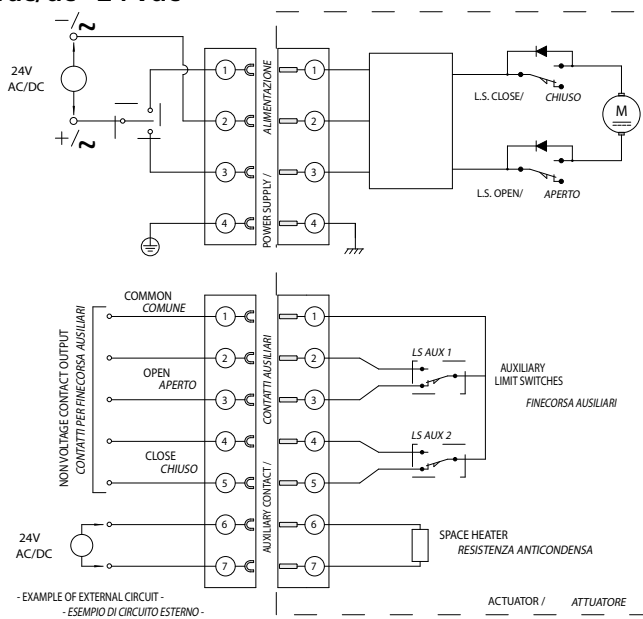 24V
AC/DC
1
2
3
4
POWER SUPPLY / ALIMENTAZIONE
1
2
3
4
L.S. CLOSE/ CHIUSO
L.S. OPEN/ APERTO
M
NON VOLTAGE CONTACT OUTPUT
CONTATTI PER FINECORSA AUSILIARI
COMMON
COMUNE
OPEN
APERTO
CLOSE
CHIUSO
24V
AC/DC
1
2
3
4
5
6
7
AUXILIARY CONTACT / CONTATTI AUSILIARI
1
2
3
4
5
6
7
LS AUX 1
LS AUX 2
AUXILIARY
LIMIT SWITCHES
FINECORSA AUSILIARI
SPACE HEATER
RESISTENZA ANTICONDENSA
- EXAMPLE OF EXTERNAL CIRCUIT -
- ESEMPIO DI CIRCUITO ESTERNO -
ACTUATOR / ATTUATORE